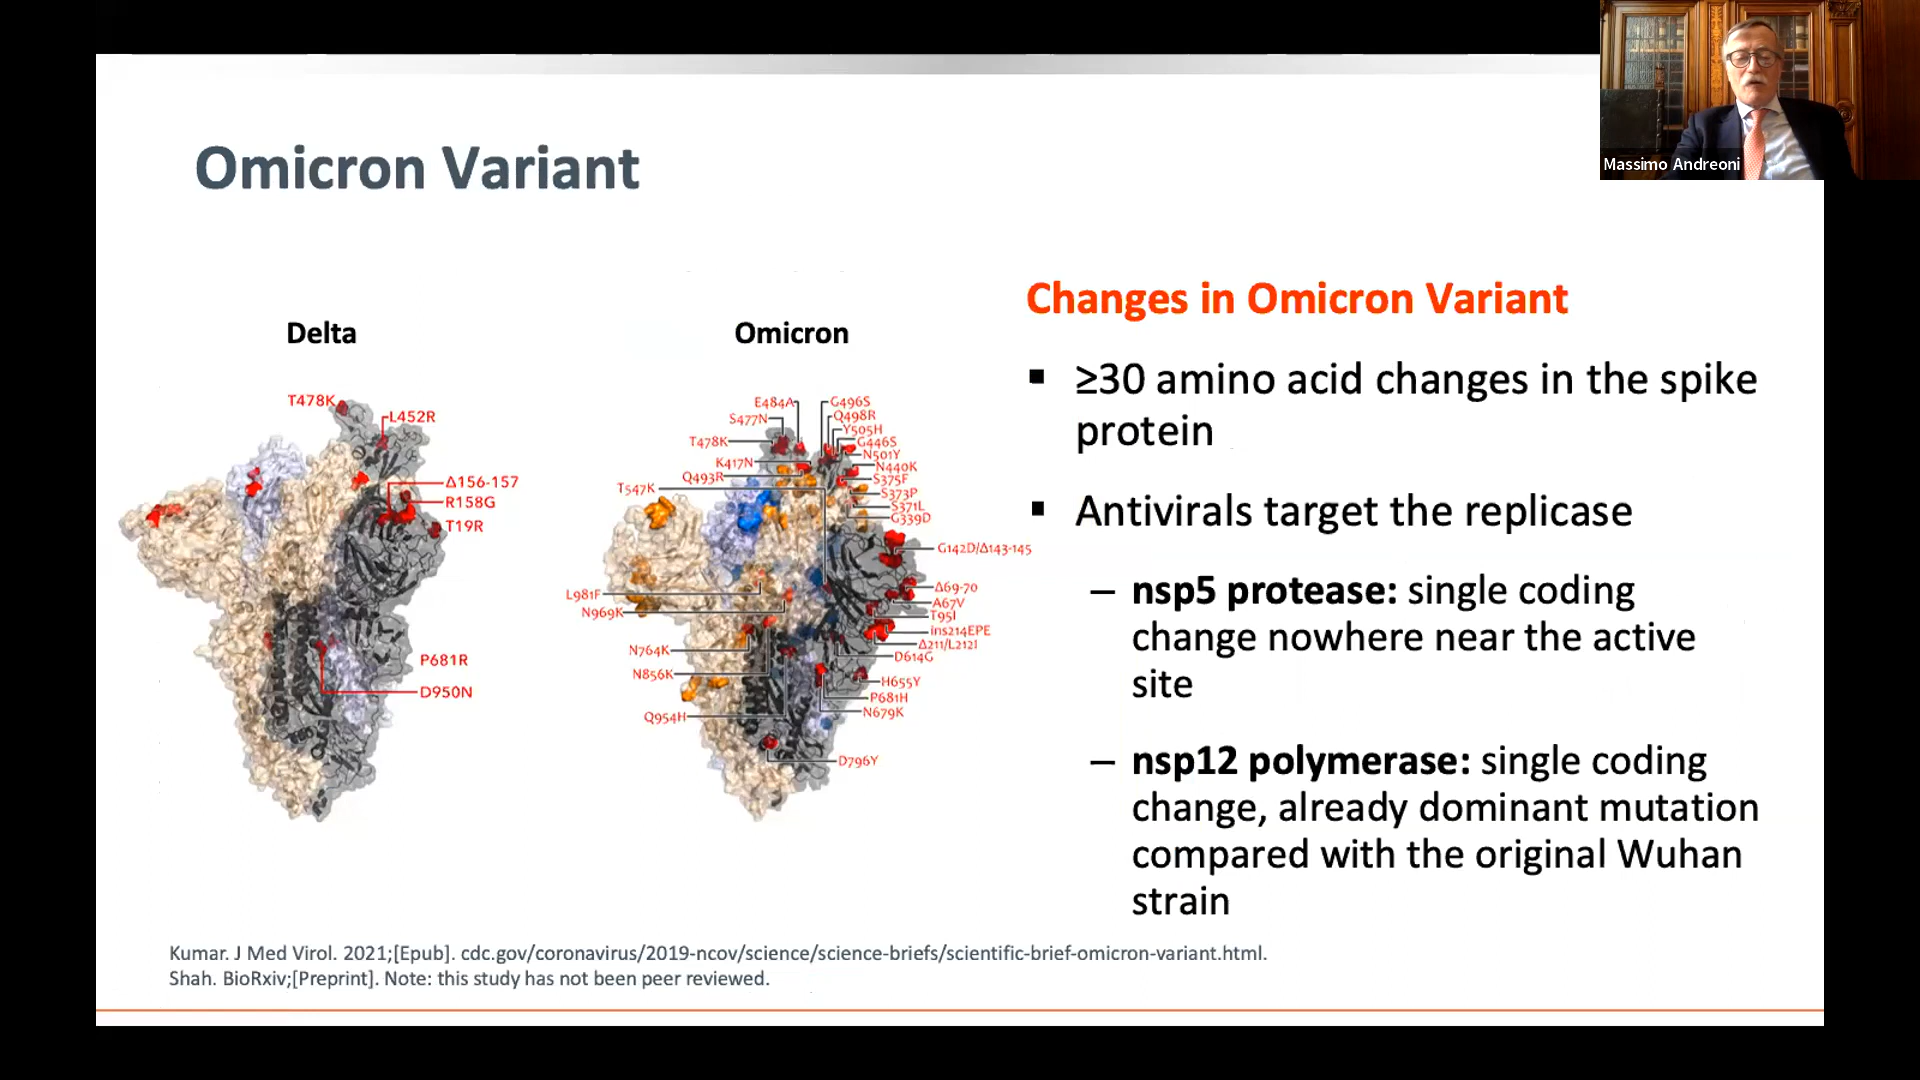 Massimo Andreoni
Omicron Variant
Delta
T478K
L452R
Δ156-157
R158G
T19R
P681R
D950N
Omicron
E484A
S477N
T478K
K417N
Q493R
T547K
G496S
Q498R
Y505H
G446S
N501Y
N440K
S375F
S373P
S371L
G339D
G142D/Δ143-145
Δ69-70
A67V
T95I
ins214EPE
Δ211/L212I
D614G
H655Y
P681H
N679K
D796Y
L981F
N969K
N764K
N856K
Q954H
Changes in Omicron Variant
▪ ≥30 amino acid changes in the spike
protein
▪ Antivirals target the replicase
– nsp5 protease: single coding
change nowhere near the active
site
– nsp12 polymerase: single coding
change, already dominant mutation
compared with the original Wuhan
strain
Kumar. J Med Virol. 2021;[Epub]. cdc.gov/coronavirus/2019-ncov/science/science-briefs/scientific-brief-omicron-variant.html.
Shah. BioRxiv;[Preprint]. Note: this study has not been peer reviewed.